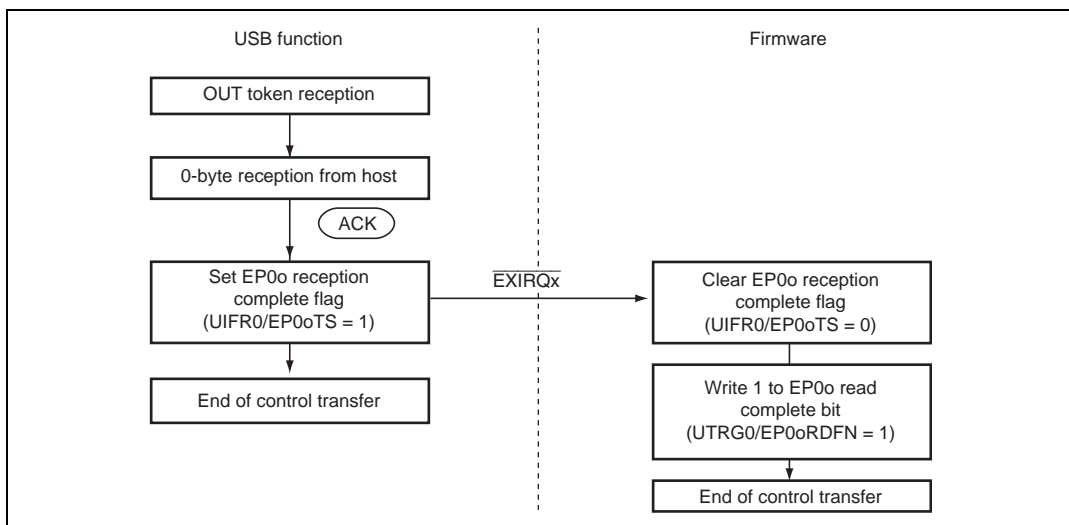 USB function
Firmware
OUT token reception
0-byte reception from host
ACK
Set EP0o reception
complete flag
(UIFR0/EP0oTS = 1)
EXIRQx
Clear EP0o reception
complete flag
(UIFR0/EP0oTS = 0)
End of control transfer
Write 1 to EP0o read
complete bit
(UTRG0/EP0oRDFN = 1)
End of control transfer